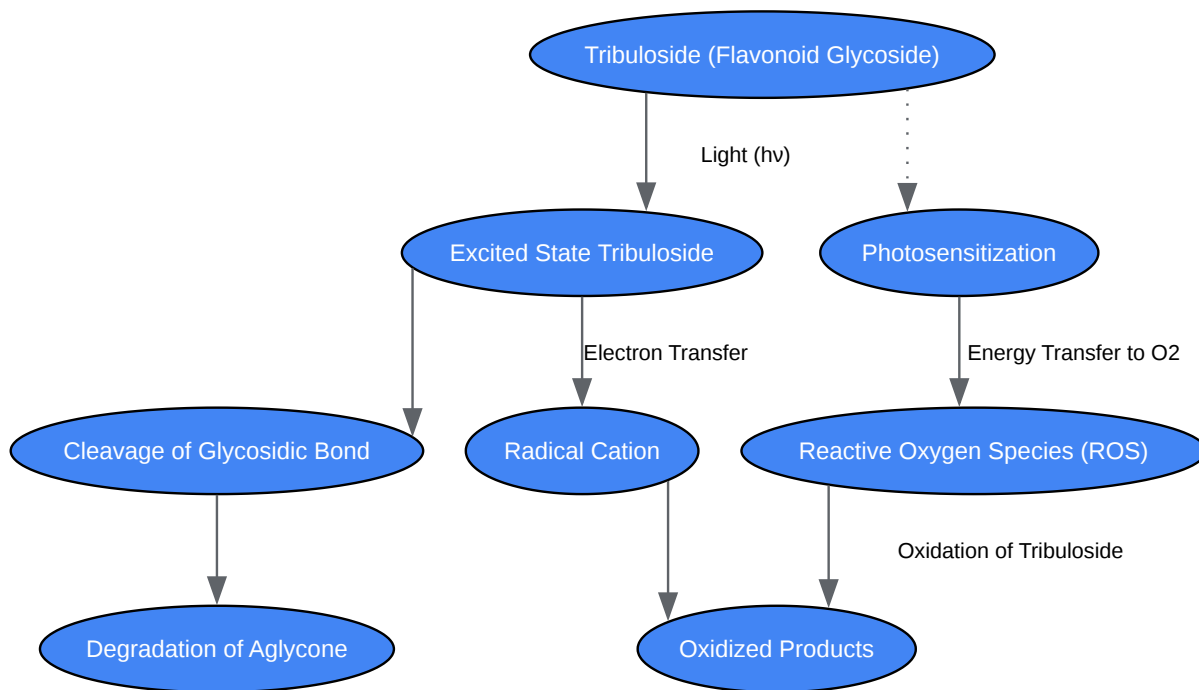 Tribuloside (Flavonoid Glycoside)
Light (hν)
Excited State Tribuloside
Photosensitization
Electron Transfer
Energy Transfer to O2
Cleavage of Glycosidic Bond
Radical Cation
Reactive Oxygen Species (ROS)
Oxidation of Tribuloside
Degradation of Aglycone
Oxidized Products